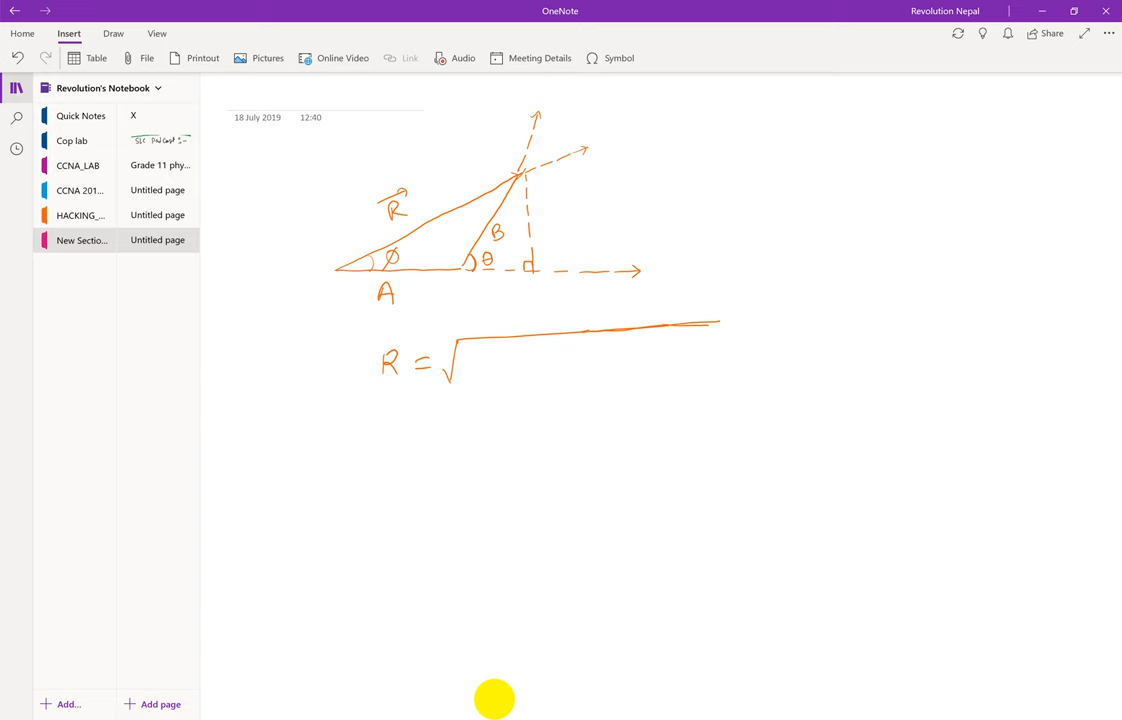 OneNote
Revolution Nepal
Home Insert Draw View
Share
Table File Printout Pictures Online Video Link Audio Meeting Details Symbol
Revolution's Notebook
Quick Notes X
Cop lab SLC Podcast :-
CCNA_LAB Grade 11 phy...
CCNA 201... Untitled page
HACKING_... Untitled page
New Sectio... Untitled page
18 July 2019 12:40
R
B
φ θ d
A
R = √
Add... Add page